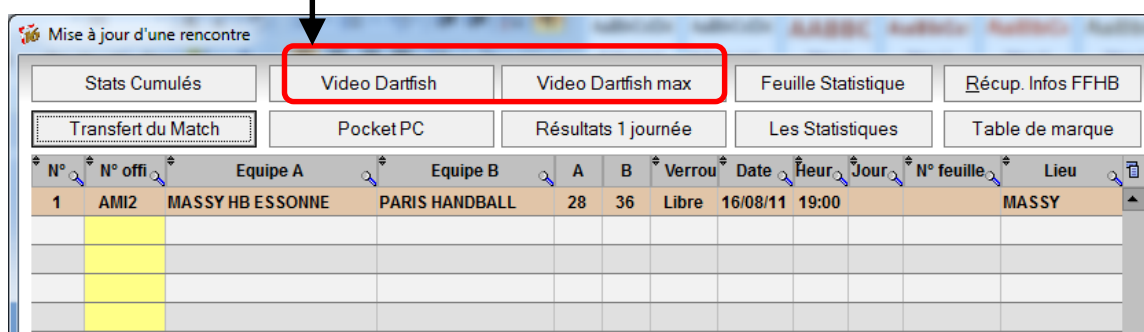 Mise à jour d'une rencontre
Stats Cumulés Video Dartfish Video Dartfish max Feuille Statistique Récup. Infos FFHB
Transfert du Match Pocket PC Résultats 1 journée Les Statistiques Table de marque
N° N° offi Equipe A Equipe B A B Verrou Date Heur Jour N° feuille Lieu
1 AMI2 MASSY HB ESSONNE PARIS HANDBALL 28 36 Libre 16/08/11 19:00 MASSY